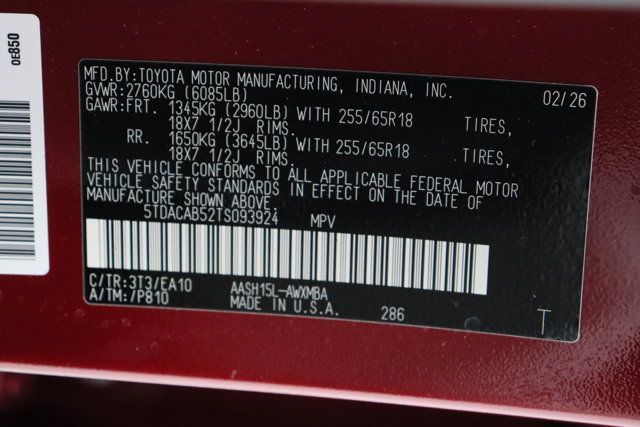 0E850
MFD.BY:TOYOTA MOTOR MANUFACTURING, INDIANA, INC. 02/26
GVWR:2760KG (6085LB)
GAWR:FRT. 1345KG (2960LB) WITH 255/65R18 TIRES,
18X7 1/2J RIMS.
RR. 1650KG (3645LB) WITH 255/65R18 TIRES,
18X7 1/2J RIMS.
THIS VEHICLE CONFORMS TO ALL APPLICABLE FEDERAL MOTOR
VEHICLE SAFETY STANDARDS IN EFFECT ON THE DATE OF
MANUFACTURE SHOWN ABOVE.
5TDACAB52TS093924 MPV
C/TR:3T3/EA10 AASH15L-AWXMBA
A/TM:/P810 MADE IN U.S.A. 286 T